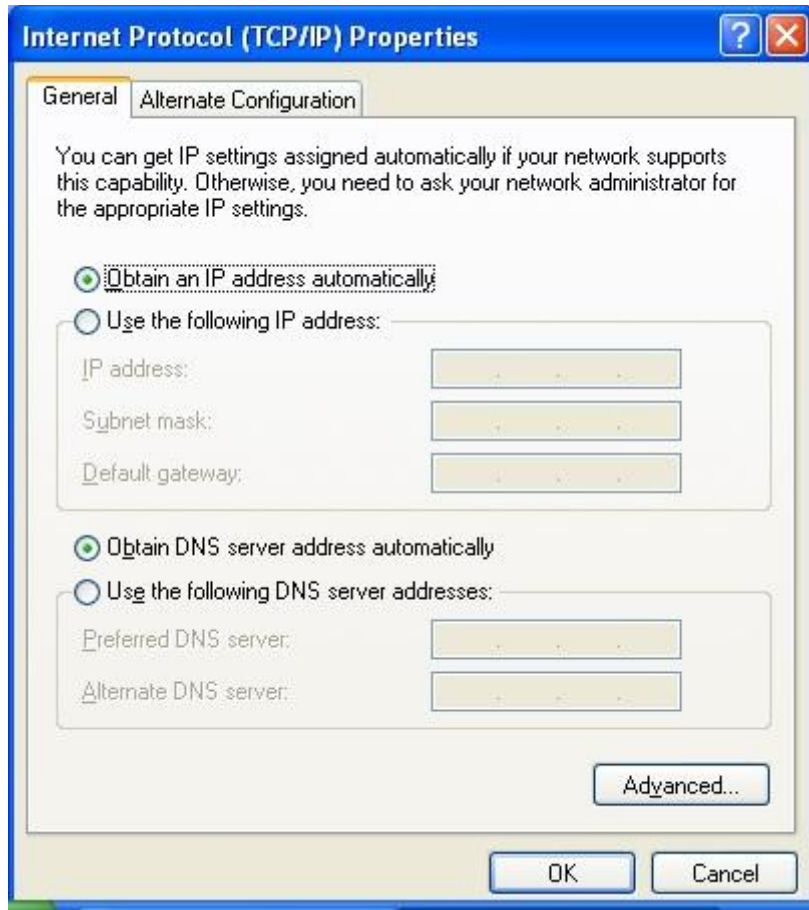 Internet Protocol (TCP/IP) Properties
General
Alternate Configuration
You can get IP settings assigned automatically if your network supports
this capability. Otherwise, you need to ask your network administrator for
the appropriate IP settings.
Obtain an IP address automatically
Use the following IP address:
IP address:
Subnet mask:
Default gateway:
Obtain DNS server address automatically
Use the following DNS server addresses:
Preferred DNS server:
Alternate DNS server:
Advanced...
OK
Cancel